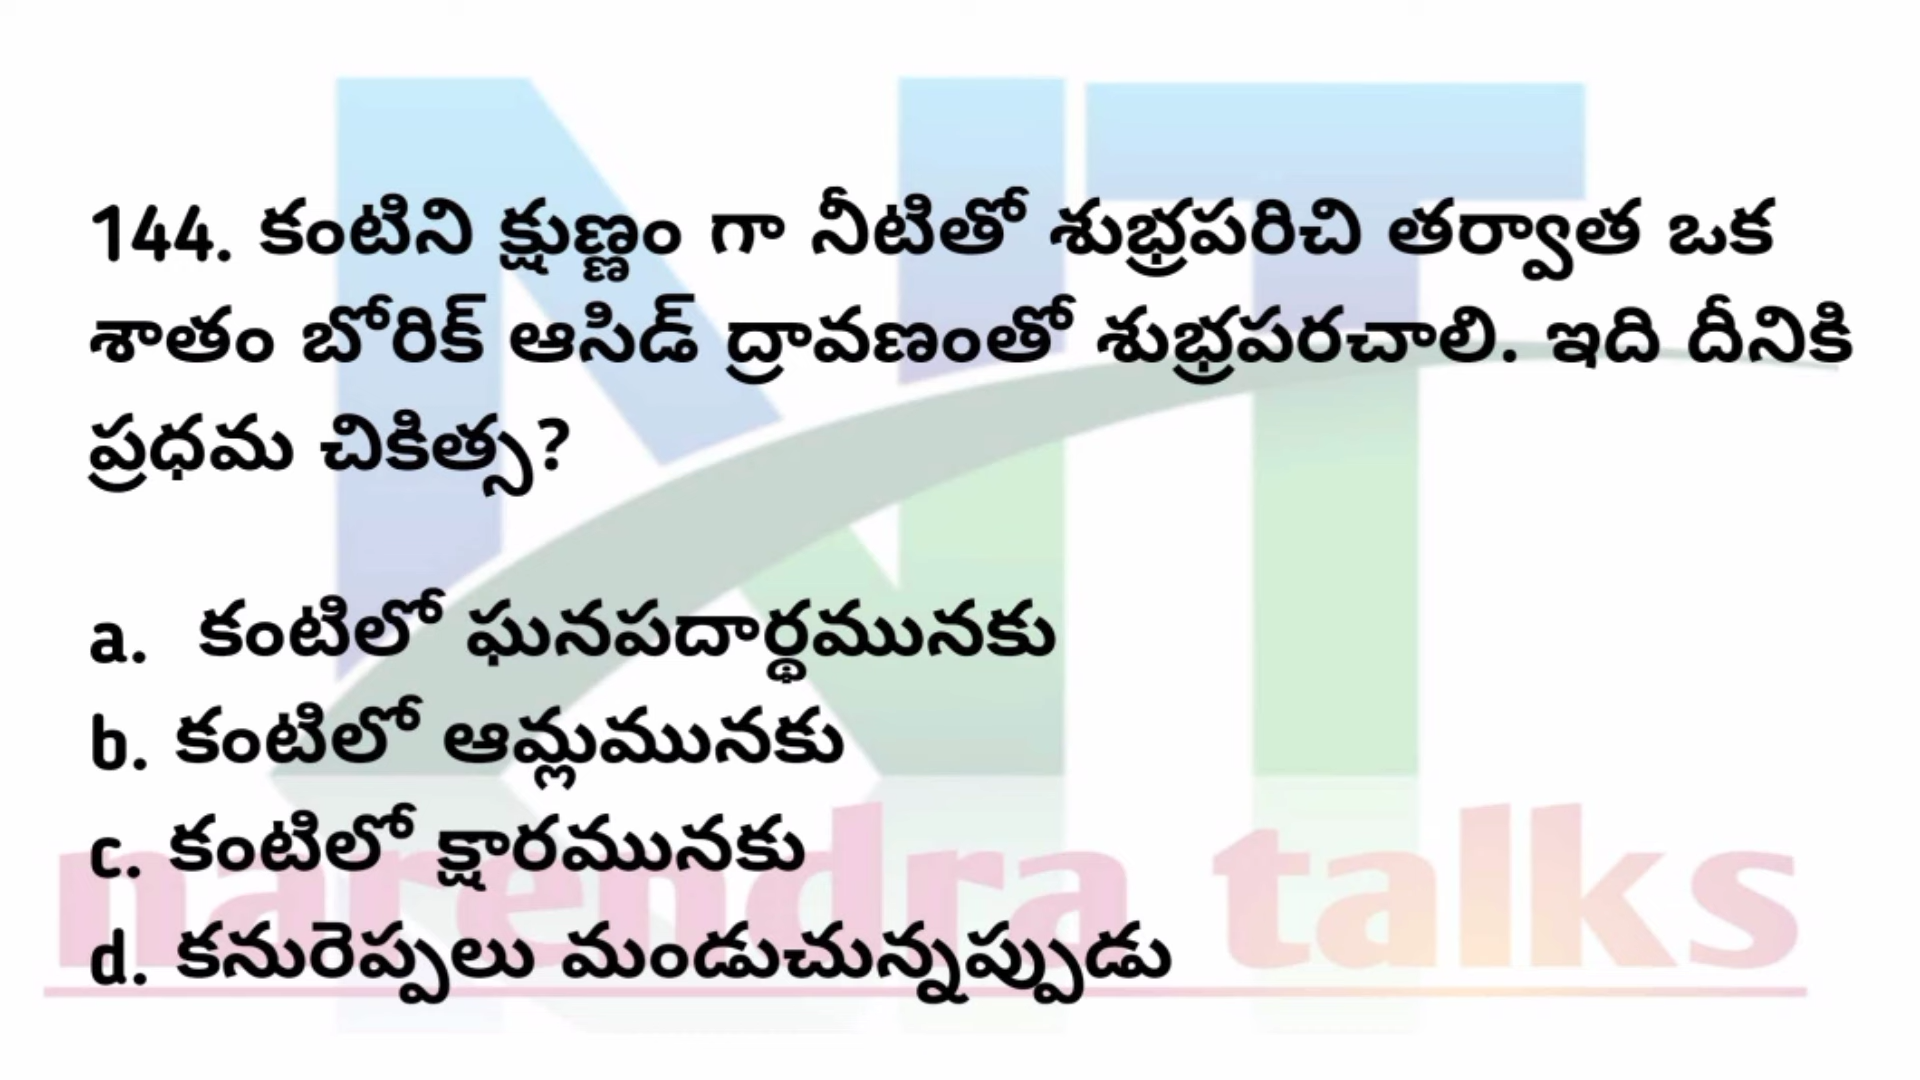 144. కంటిని క్షుణ్ణం గా నీటితో శుభ్రపరిచి తర్వాత ఒక
శాతం బోరిక్ ఆసిడ్ ద్రావణంతో శుభ్రపరచాలి. ఇది దీనికి
ప్రధమ చికిత్స?
a. కంటిలో ఘనపదార్థమునకు
b. కంటిలో ఆమ్లమునకు
c. కంటిలో క్షారమునకు
d. కనురెప్పలు మండుచున్నప్పుడు
NT
narendra talks